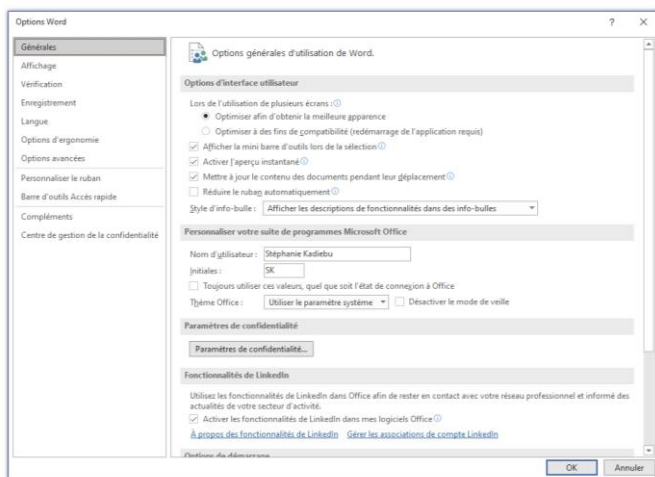 Options Word
? ×
Générales
Affichage
Vérification
Enregistrement
Langue
Options d'ergonomie
Options avancées
Personnaliser le ruban
Barre d'outils Accès rapide
Compléments
Centre de gestion de la confidentialité
Options générales d'utilisation de Word.
Options d'interface utilisateur
Lors de l'utilisation de plusieurs écrans :
Optimiser afin d'obtenir la meilleure apparence
Optimiser à des fins de compatibilité (redémarrage de l'application requis)
Afficher la mini barre d'outils lors de la sélection
Activer l'aperçu instantané
Mettre à jour le contenu des documents pendant leur déplacement
Réduire le ruban automatiquement
Style d'info-bulle : Afficher les descriptions de fonctionnalités dans des info-bulles
Personnaliser votre suite de programmes Microsoft Office
Nom d'utilisateur : Stéphanie Kadiebu
Initiales : SK
Toujours utiliser ces valeurs, quel que soit l'état de connexion à Office
Thème Office : Utiliser le paramètre système Désactiver le mode de veille
Paramètres de confidentialité
Paramètres de confidentialité...
Fonctionnalités de LinkedIn
Utilisez les fonctionnalités de LinkedIn dans Office afin de rester en contact avec votre réseau professionnel et informé des
actualités de votre secteur d'activité.
Activer les fonctionnalités de LinkedIn dans mes logiciels Office
À propos des fonctionnalités de LinkedIn Gérer les associations de compte LinkedIn
Options de démarrage
OK Annuler